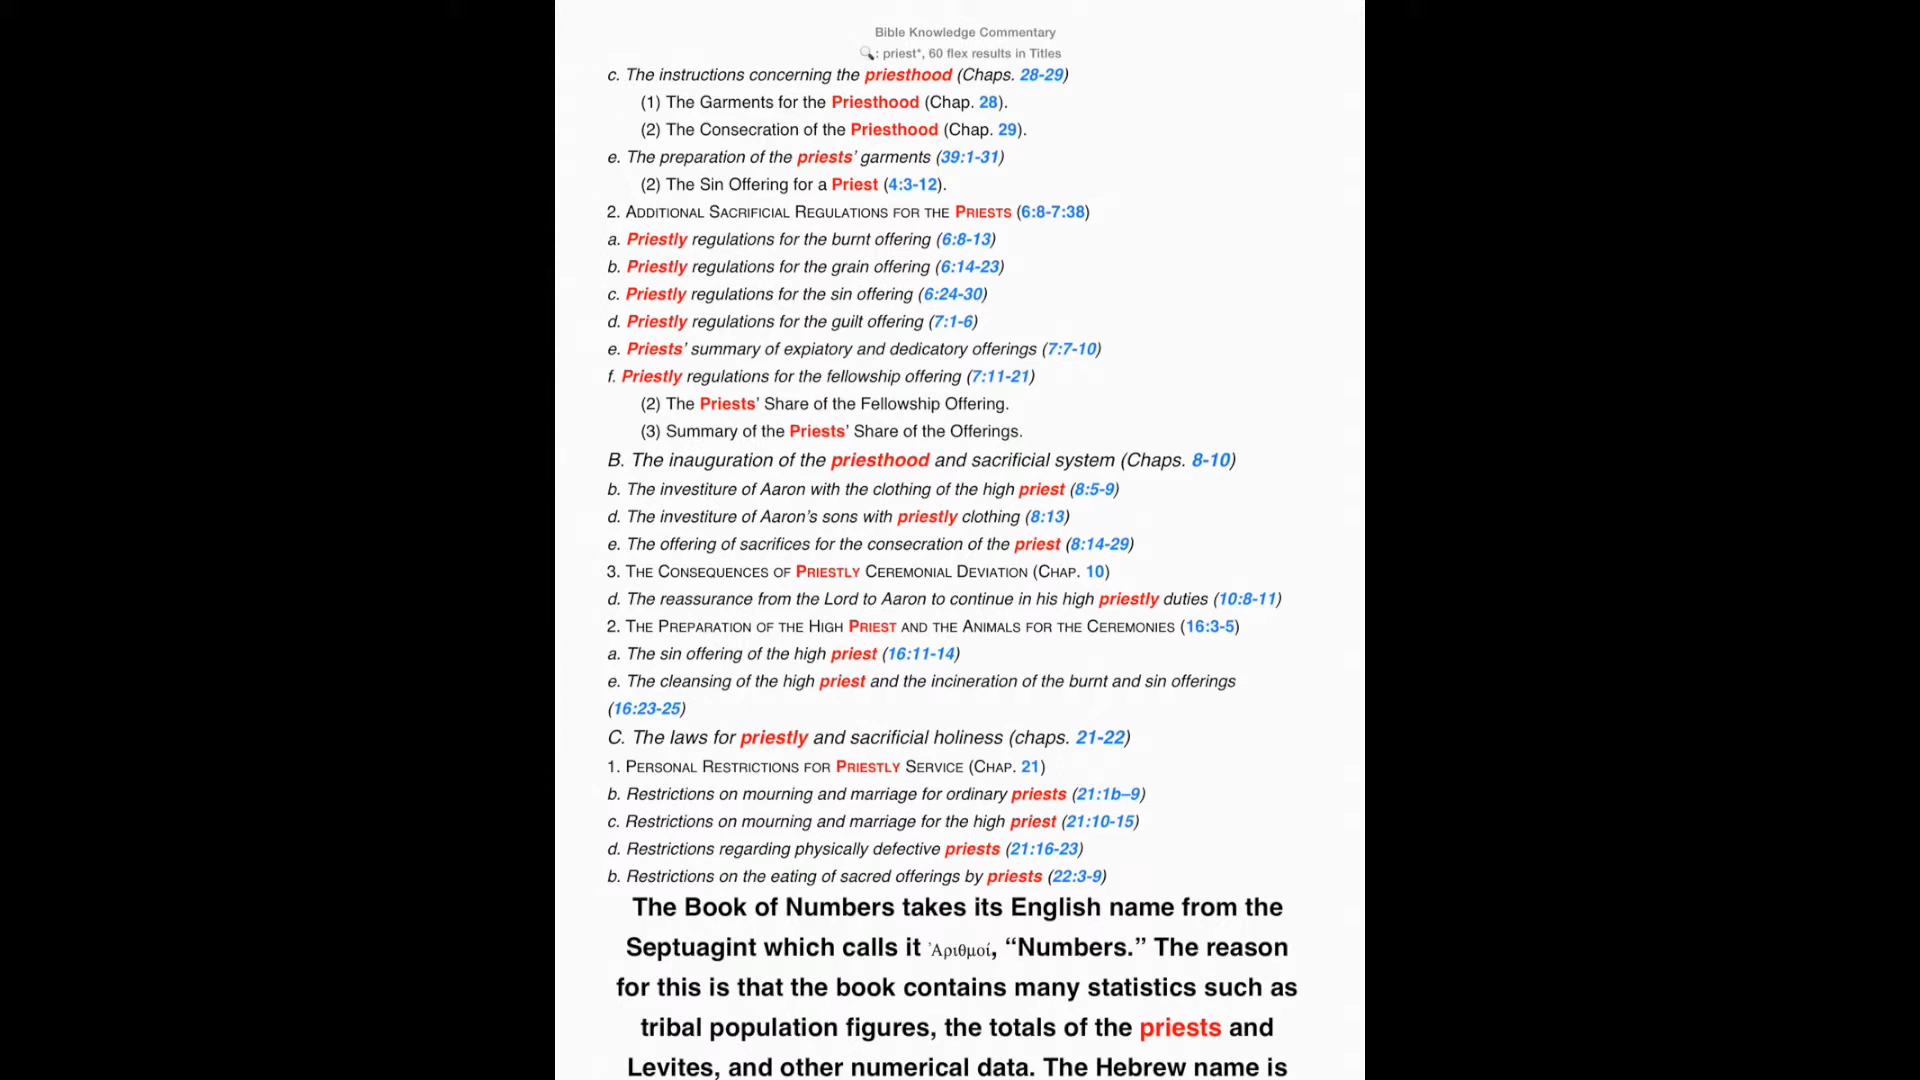 Bible Knowledge Commentary
: priest*, 60 flex results in Titles
c. The instructions concerning the priesthood (Chaps. 28-29)
(1) The Garments for the Priesthood (Chap. 28).
(2) The Consecration of the Priesthood (Chap. 29).
e. The preparation of the priests’ garments (39:1-31)
(2) The Sin Offering for a Priest (4:3-12).
2. Additional Sacrificial Regulations for the Priests (6:8-7:38)
a. Priestly regulations for the burnt offering (6:8-13)
b. Priestly regulations for the grain offering (6:14-23)
c. Priestly regulations for the sin offering (6:24-30)
d. Priestly regulations for the guilt offering (7:1-6)
e. Priests’ summary of expiatory and dedicatory offerings (7:7-10)
f. Priestly regulations for the fellowship offering (7:11-21)
(2) The Priests’ Share of the Fellowship Offering.
(3) Summary of the Priests’ Share of the Offerings.
B. The inauguration of the priesthood and sacrificial system (Chaps. 8-10)
b. The investiture of Aaron with the clothing of the high priest (8:5-9)
d. The investiture of Aaron’s sons with priestly clothing (8:13)
e. The offering of sacrifices for the consecration of the priest (8:14-29)
3. The Consequences of Priestly Ceremonial Deviation (Chap. 10)
d. The reassurance from the Lord to Aaron to continue in his high priestly duties (10:8-11)
2. The Preparation of the High Priest and the Animals for the Ceremonies (16:3-5)
a. The sin offering of the high priest (16:11-14)
e. The cleansing of the high priest and the incineration of the burnt and sin offerings
(16:23-25)
C. The laws for priestly and sacrificial holiness (chaps. 21-22)
1. Personal Restrictions for Priestly Service (Chap. 21)
b. Restrictions on mourning and marriage for ordinary priests (21:1b–9)
c. Restrictions on mourning and marriage for the high priest (21:10-15)
d. Restrictions regarding physically defective priests (21:16-23)
b. Restrictions on the eating of sacred offerings by priests (22:3-9)
The Book of Numbers takes its English name from the
Septuagint which calls it Ἀριθμοί, “Numbers.” The reason
for this is that the book contains many statistics such as
tribal population figures, the totals of the priests and
Levites, and other numerical data. The Hebrew name is